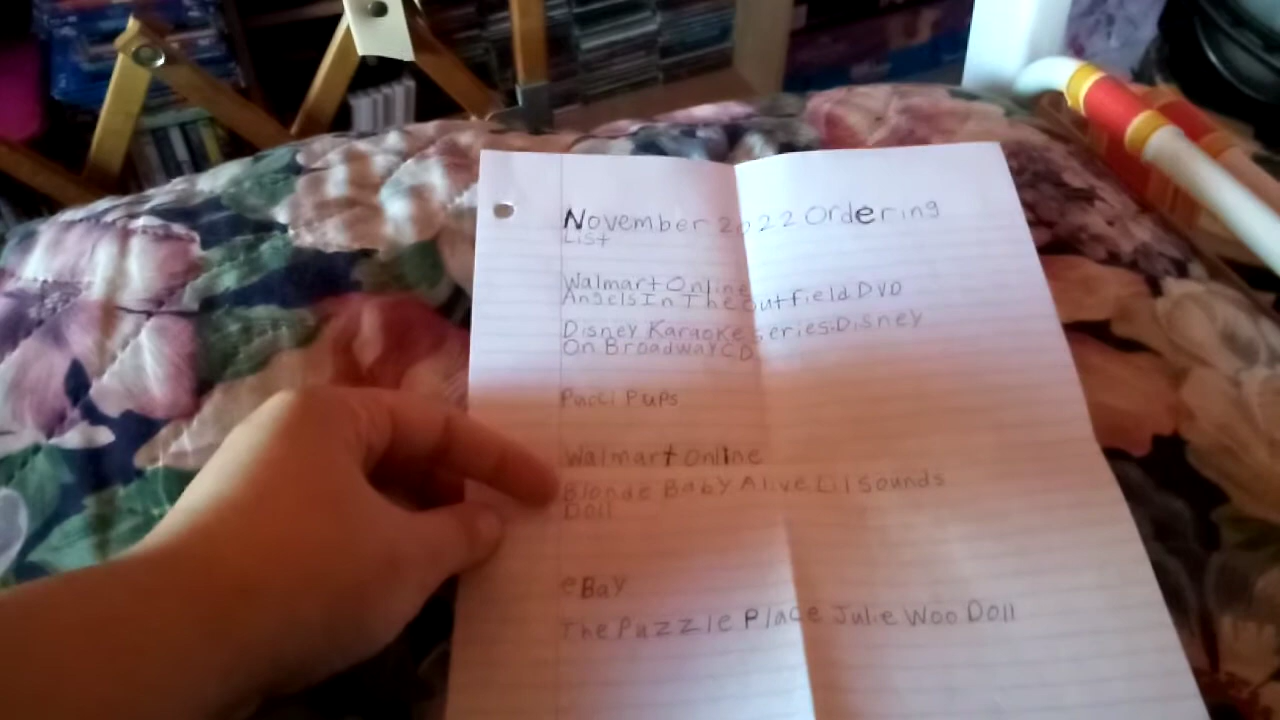 November 2022 Ordering
List
Walmart Online
Angels In The Outfield DVD
Disney Karaoke Series:Disney
On Broadway CD
Pacci Pups
Walmart Online
Blonde Baby Alive Lil Sounds
Doll
eBay
The Puzzle Place Julie Woo Doll